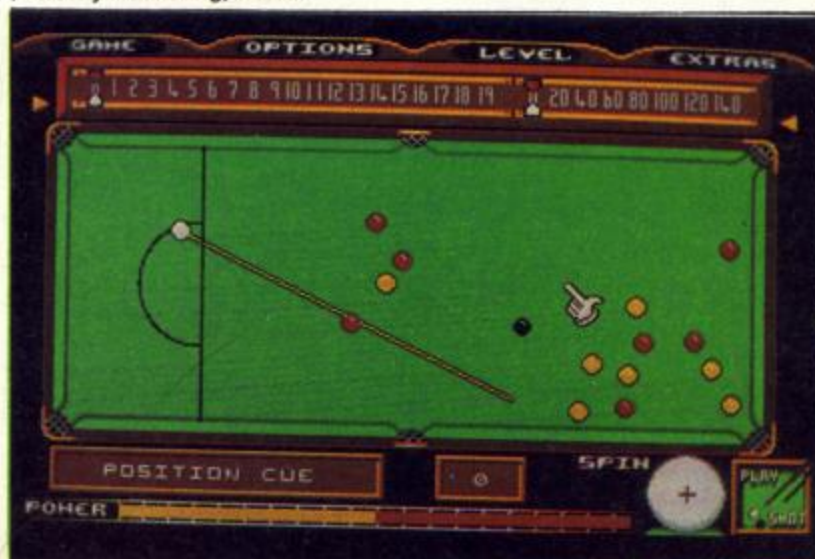 GAME OPTIONS LEVEL EXTRAS
1 2 3 4 5 6 7 8 9 10 11 12 13 14 15 16 17 18 19 20 40 60 80 100 120 140
POSITION CUE 0 SPIN
PLAY
SHOT
POWER